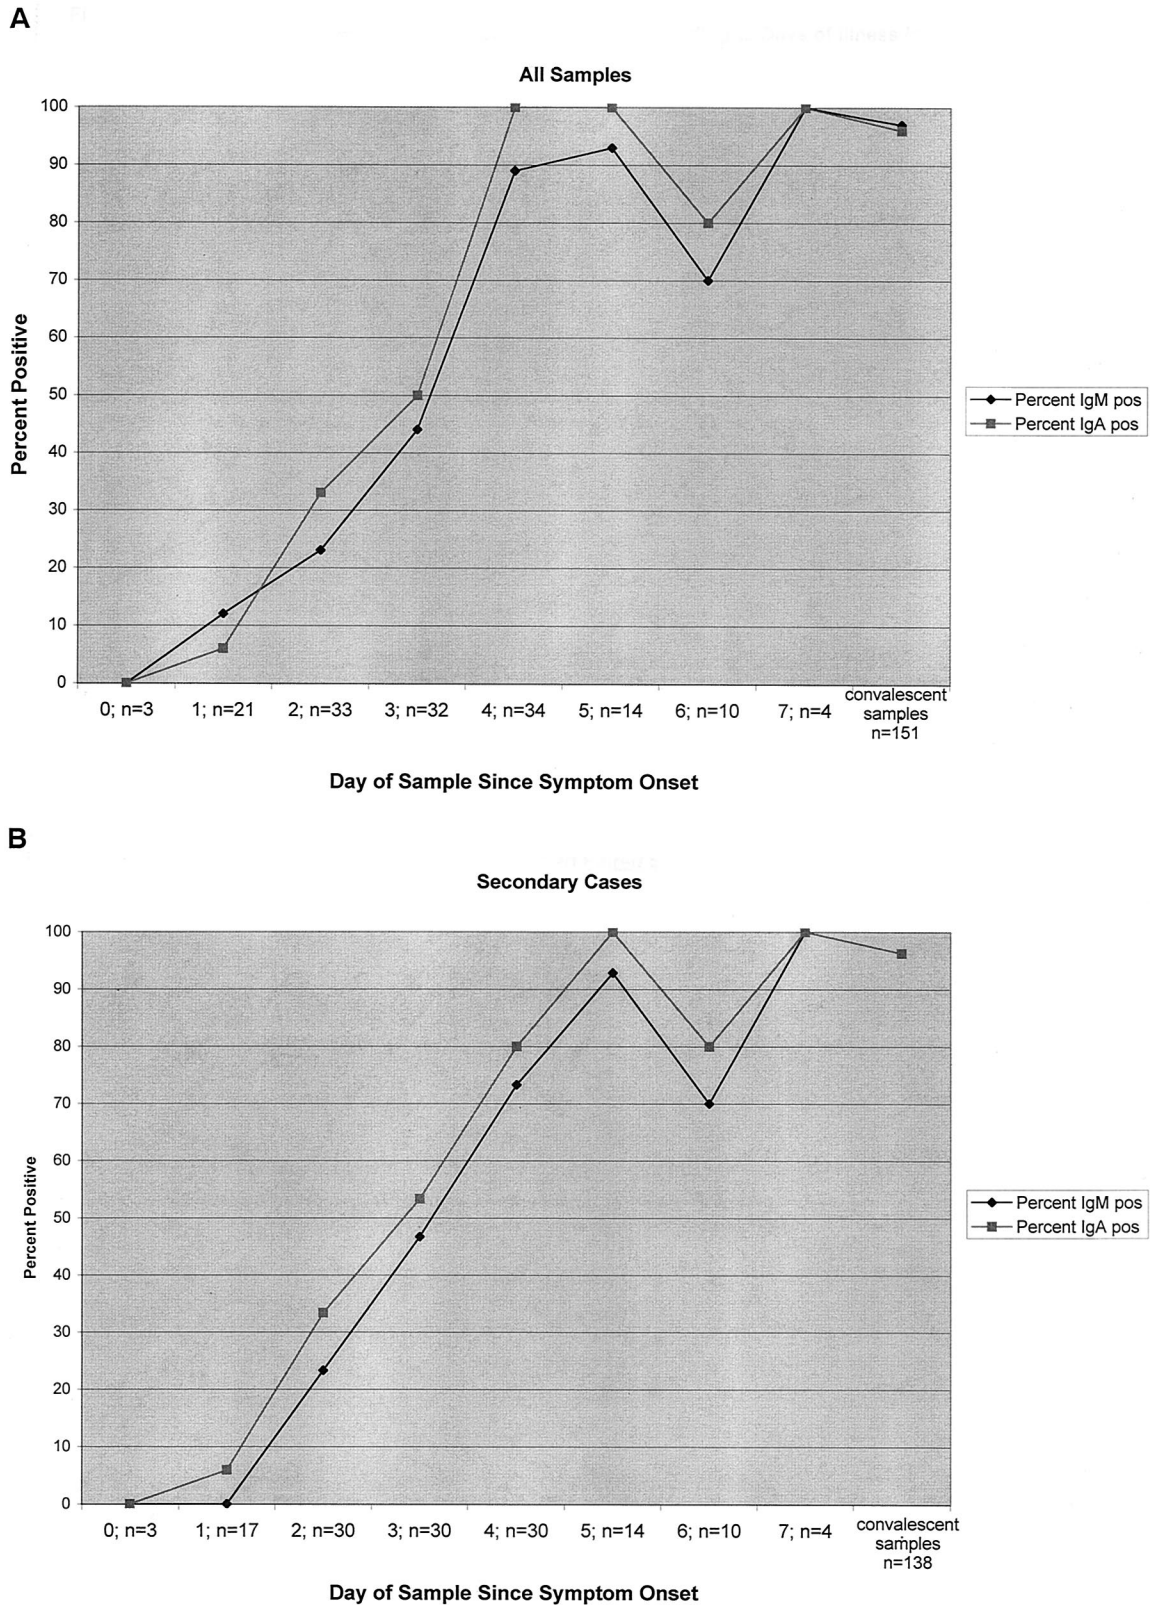 A
All Samples
100
90
80
70
60
50
40
30
20
10
0
Percent Positive
0; n=3 1; n=21 2; n=33 3; n=32 4; n=34 5; n=14 6; n=10 7; n=4 convalescent
samples
n=151
Day of Sample Since Symptom Onset
Percent IgM pos
Percent IgA pos
B
Secondary Cases
100
90
80
70
60
50
40
30
20
10
0
Percent Positive
0; n=3 1; n=17 2; n=30 3; n=30 4; n=30 5; n=14 6; n=10 7; n=4 convalescent
samples
n=138
Day of Sample Since Symptom Onset
Percent IgM pos
Percent IgA pos